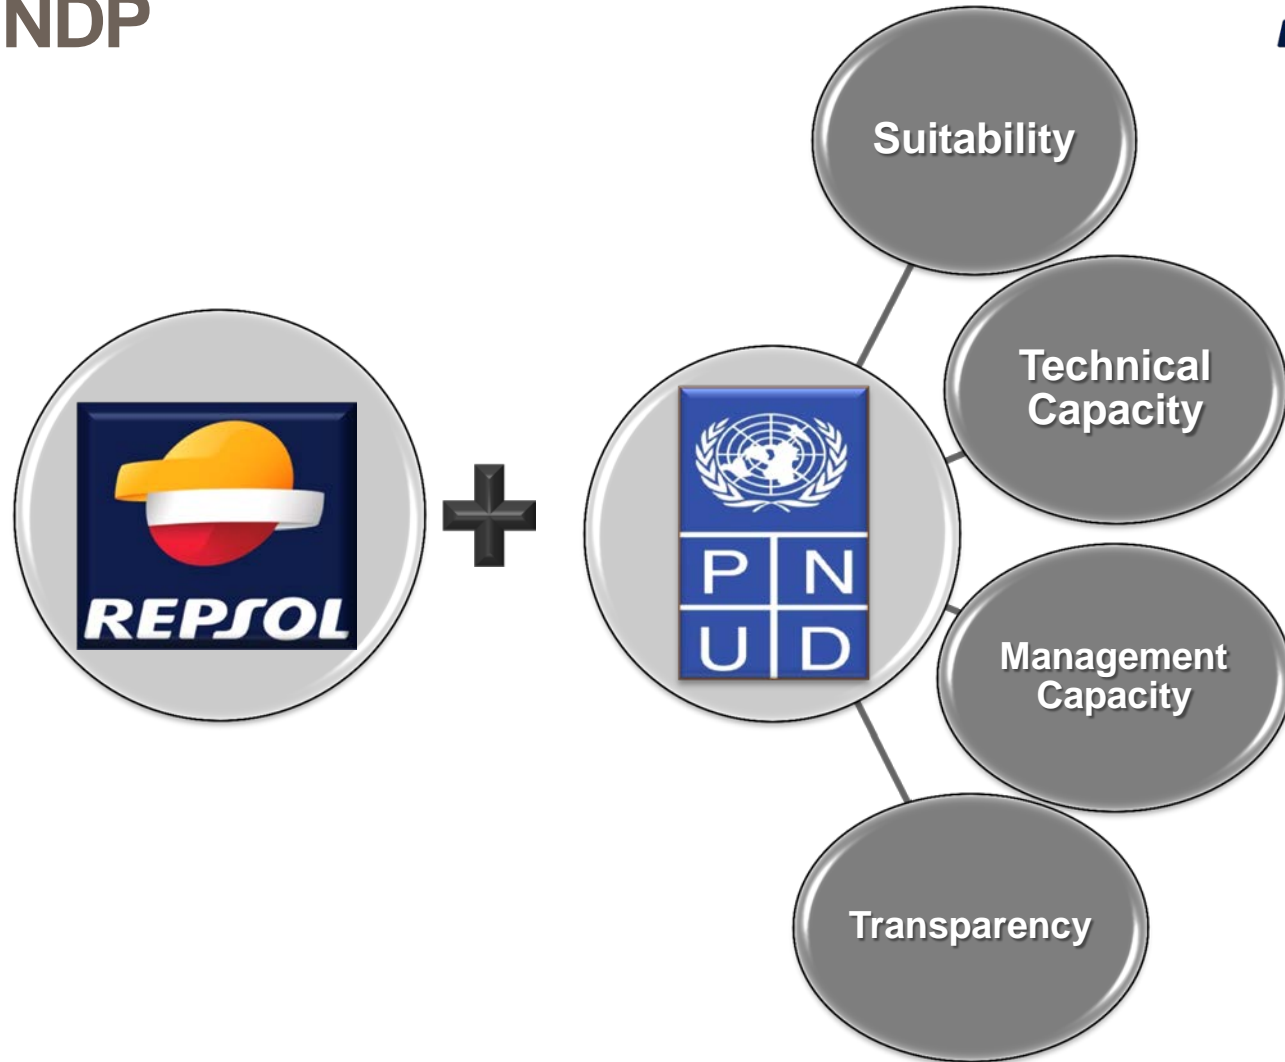 NDP
Suitability
Technical
Capacity
REPSOL
P N
U D
Management
Capacity
Transparency